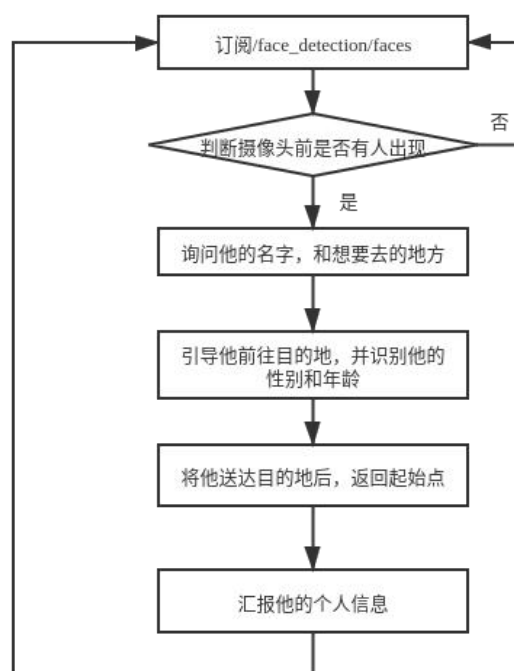 订阅/face_detection/faces
否
判断摄像头前是否有人出现
是
询问他的名字，和想要去的地方
引导他前往目的地，并识别他的
性别和年龄
将他送达目的地后，返回起始点
汇报他的个人信息